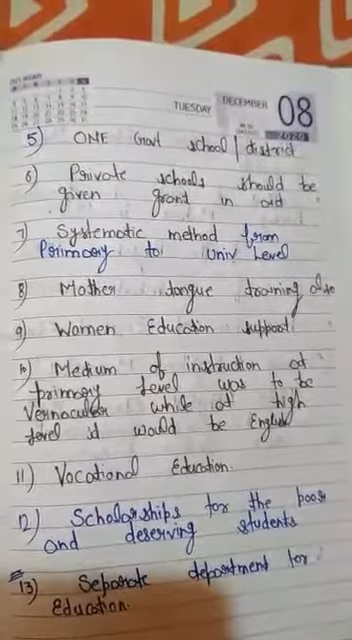 TUESDAY DECEMBER 08
2020
5) ONE Govt school / district
6) Private schools should be
given grant in aid
7) Systematic method from
Primary to Univ Level
8) Mother tongue training also
9) Women Education support
10) Medium of instruction at
primary level was to be
Vernacular while at high
level it would be English
11) Vocational Education.
12) Scholarships for the poor
and deserving students
13) Separate department for
Education.